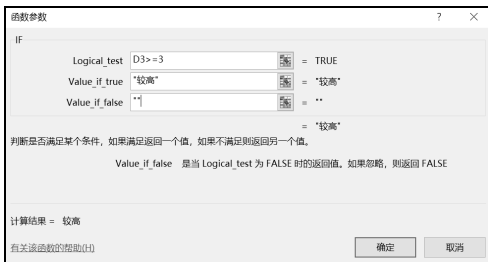 函数参数 ? ×
IF
Logical_test D3>=3 = TRUE
Value_if_true "较高" = "较高"
Value_if_false "" = ""
= "较高"
判断是否满足某个条件，如果满足返回一个值，如果不满足则返回另一个值。
Value_if_false 是当 Logical_test 为 FALSE 时的返回值。如果忽略，则返回 FALSE
计算结果 = 较高
有关该函数的帮助(H) 确定 取消